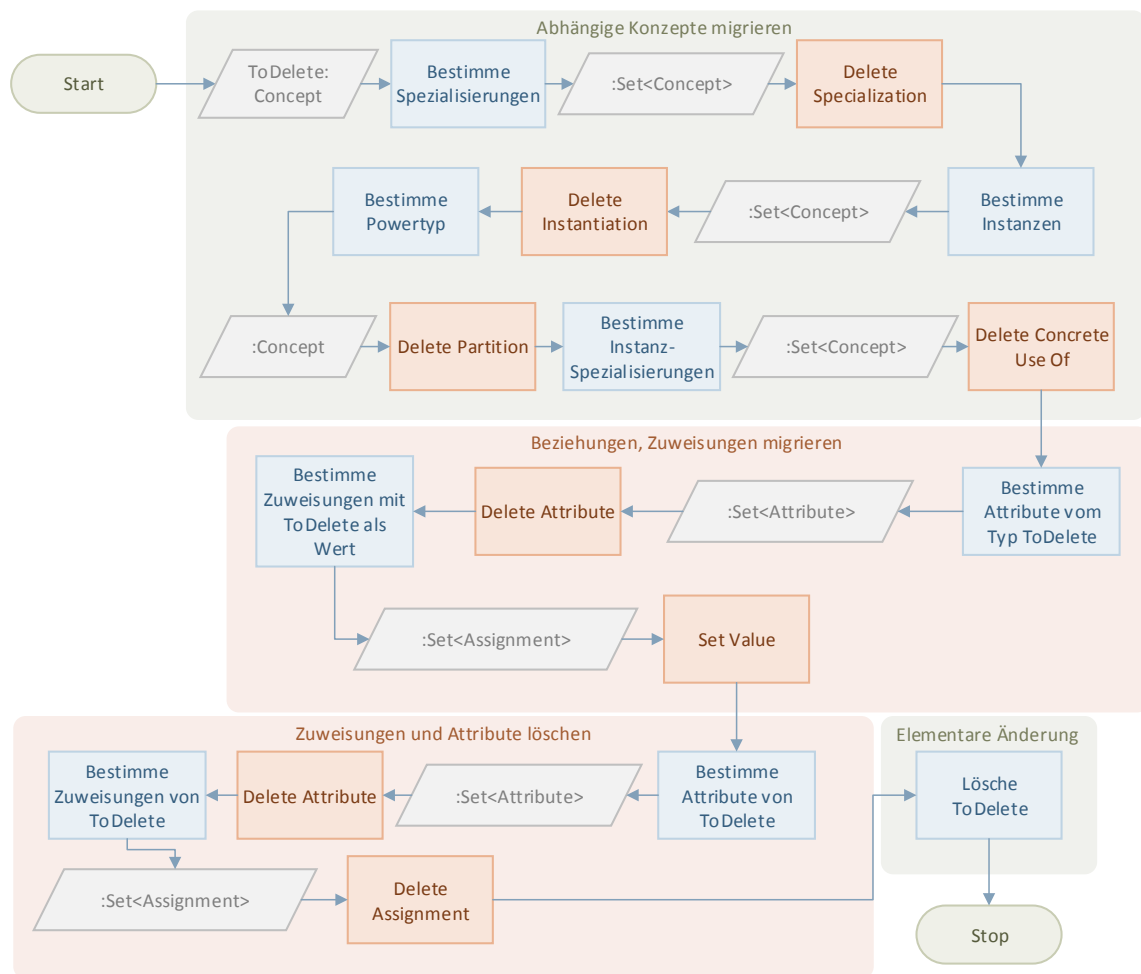 Abhängige Konzepte migrieren
Start
ToDelete:
Concept
Bestimme
Spezialisierungen
:Set<Concept>
Delete
Specialization
Bestimme
Instanzen
:Set<Concept>
Delete
Instantiation
Bestimme
Powertyp
:Concept
Delete Partition
Bestimme
Instanz-
Spezialisierungen
:Set<Concept>
Delete Concrete
Use Of
Beziehungen, Zuweisungen migrieren
Bestimme
Attribute vom
Typ ToDelete
:Set<Attribute>
Delete Attribute
Bestimme
Zuweisungen mit
ToDelete als
Wert
:Set<Assignment>
Set Value
Zuweisungen und Attribute löschen
Bestimme
Attribute von
ToDelete
:Set<Attribute>
Delete Attribute
Bestimme
Zuweisungen von
ToDelete
:Set<Assignment>
Delete
Assignment
Elementare Änderung
Lösche
ToDelete
Stop